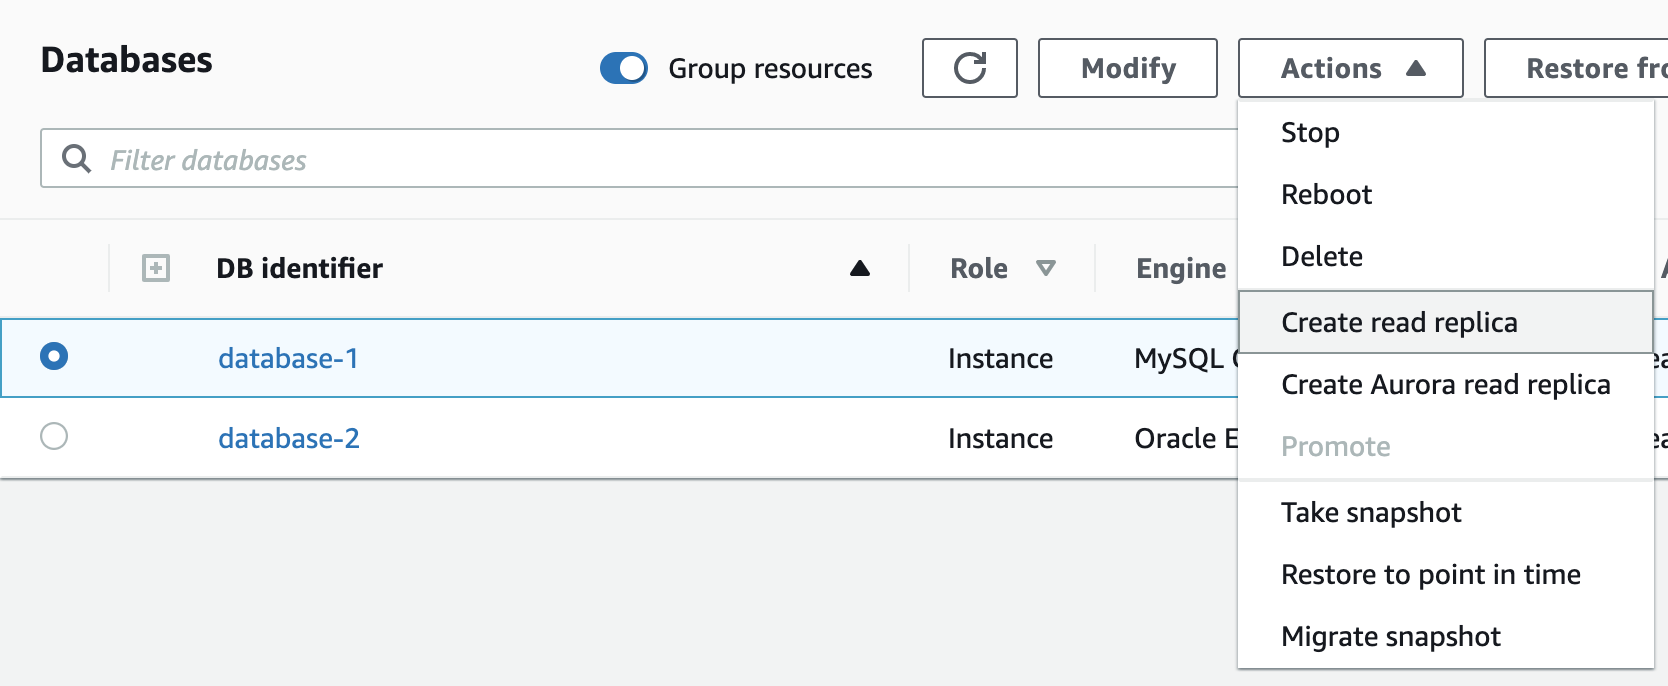 Databases
Group resources
Modify
Actions
Restore
Filter databases
Stop
Reboot
Delete
Create read replica
Create Aurora read replica
Promote
Take snapshot
Restore to point in time
Migrate snapshot
DB identifier
Role
Engine
database-1
Instance
MySQL
database-2
Instance
Oracle